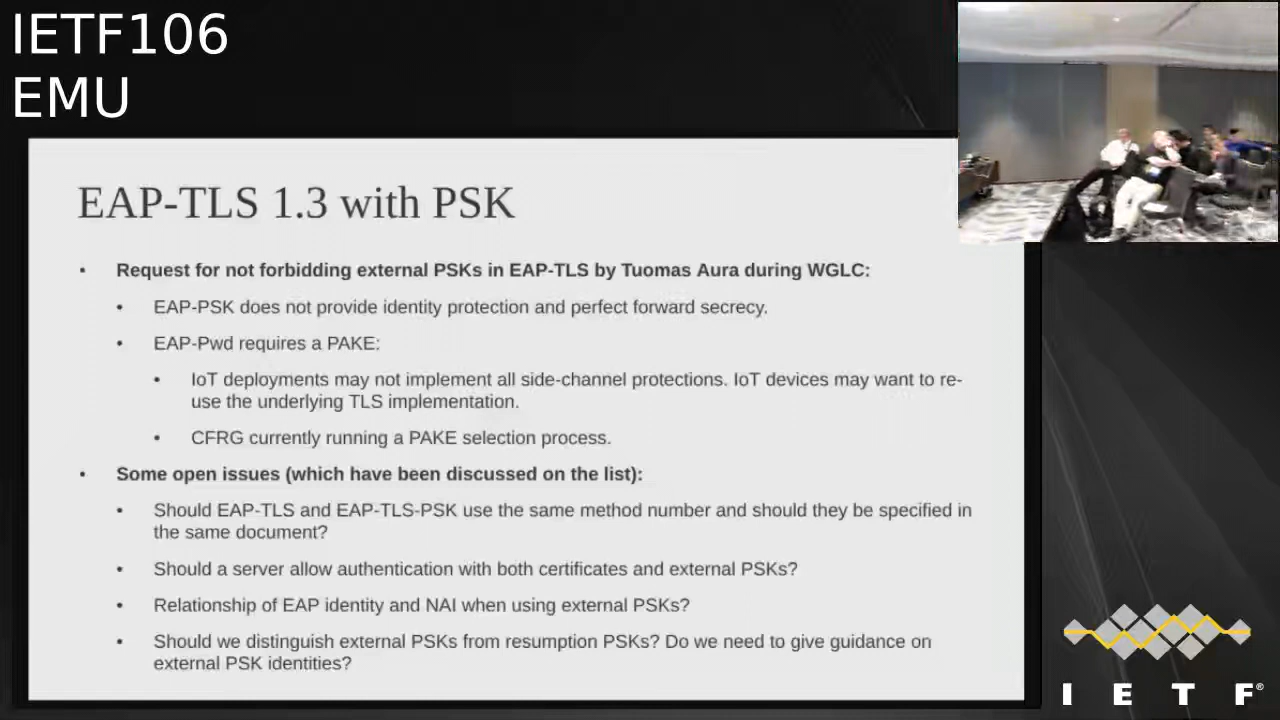 IETF106
EMU
EAP-TLS 1.3 with PSK
• Request for not forbidding external PSKs in EAP-TLS by Tuomas Aura during WGLC:
• EAP-PSK does not provide identity protection and perfect forward secrecy.
• EAP-Pwd requires a PAKE:
• IoT deployments may not implement all side-channel protections. IoT devices may want to re-
use the underlying TLS implementation.
• CFRG currently running a PAKE selection process.
• Some open issues (which have been discussed on the list):
• Should EAP-TLS and EAP-TLS-PSK use the same method number and should they be specified in
the same document?
• Should a server allow authentication with both certificates and external PSKs?
• Relationship of EAP identity and NAI when using external PSKs?
• Should we distinguish external PSKs from resumption PSKs? Do we need to give guidance on
external PSK identities?
I E T F®